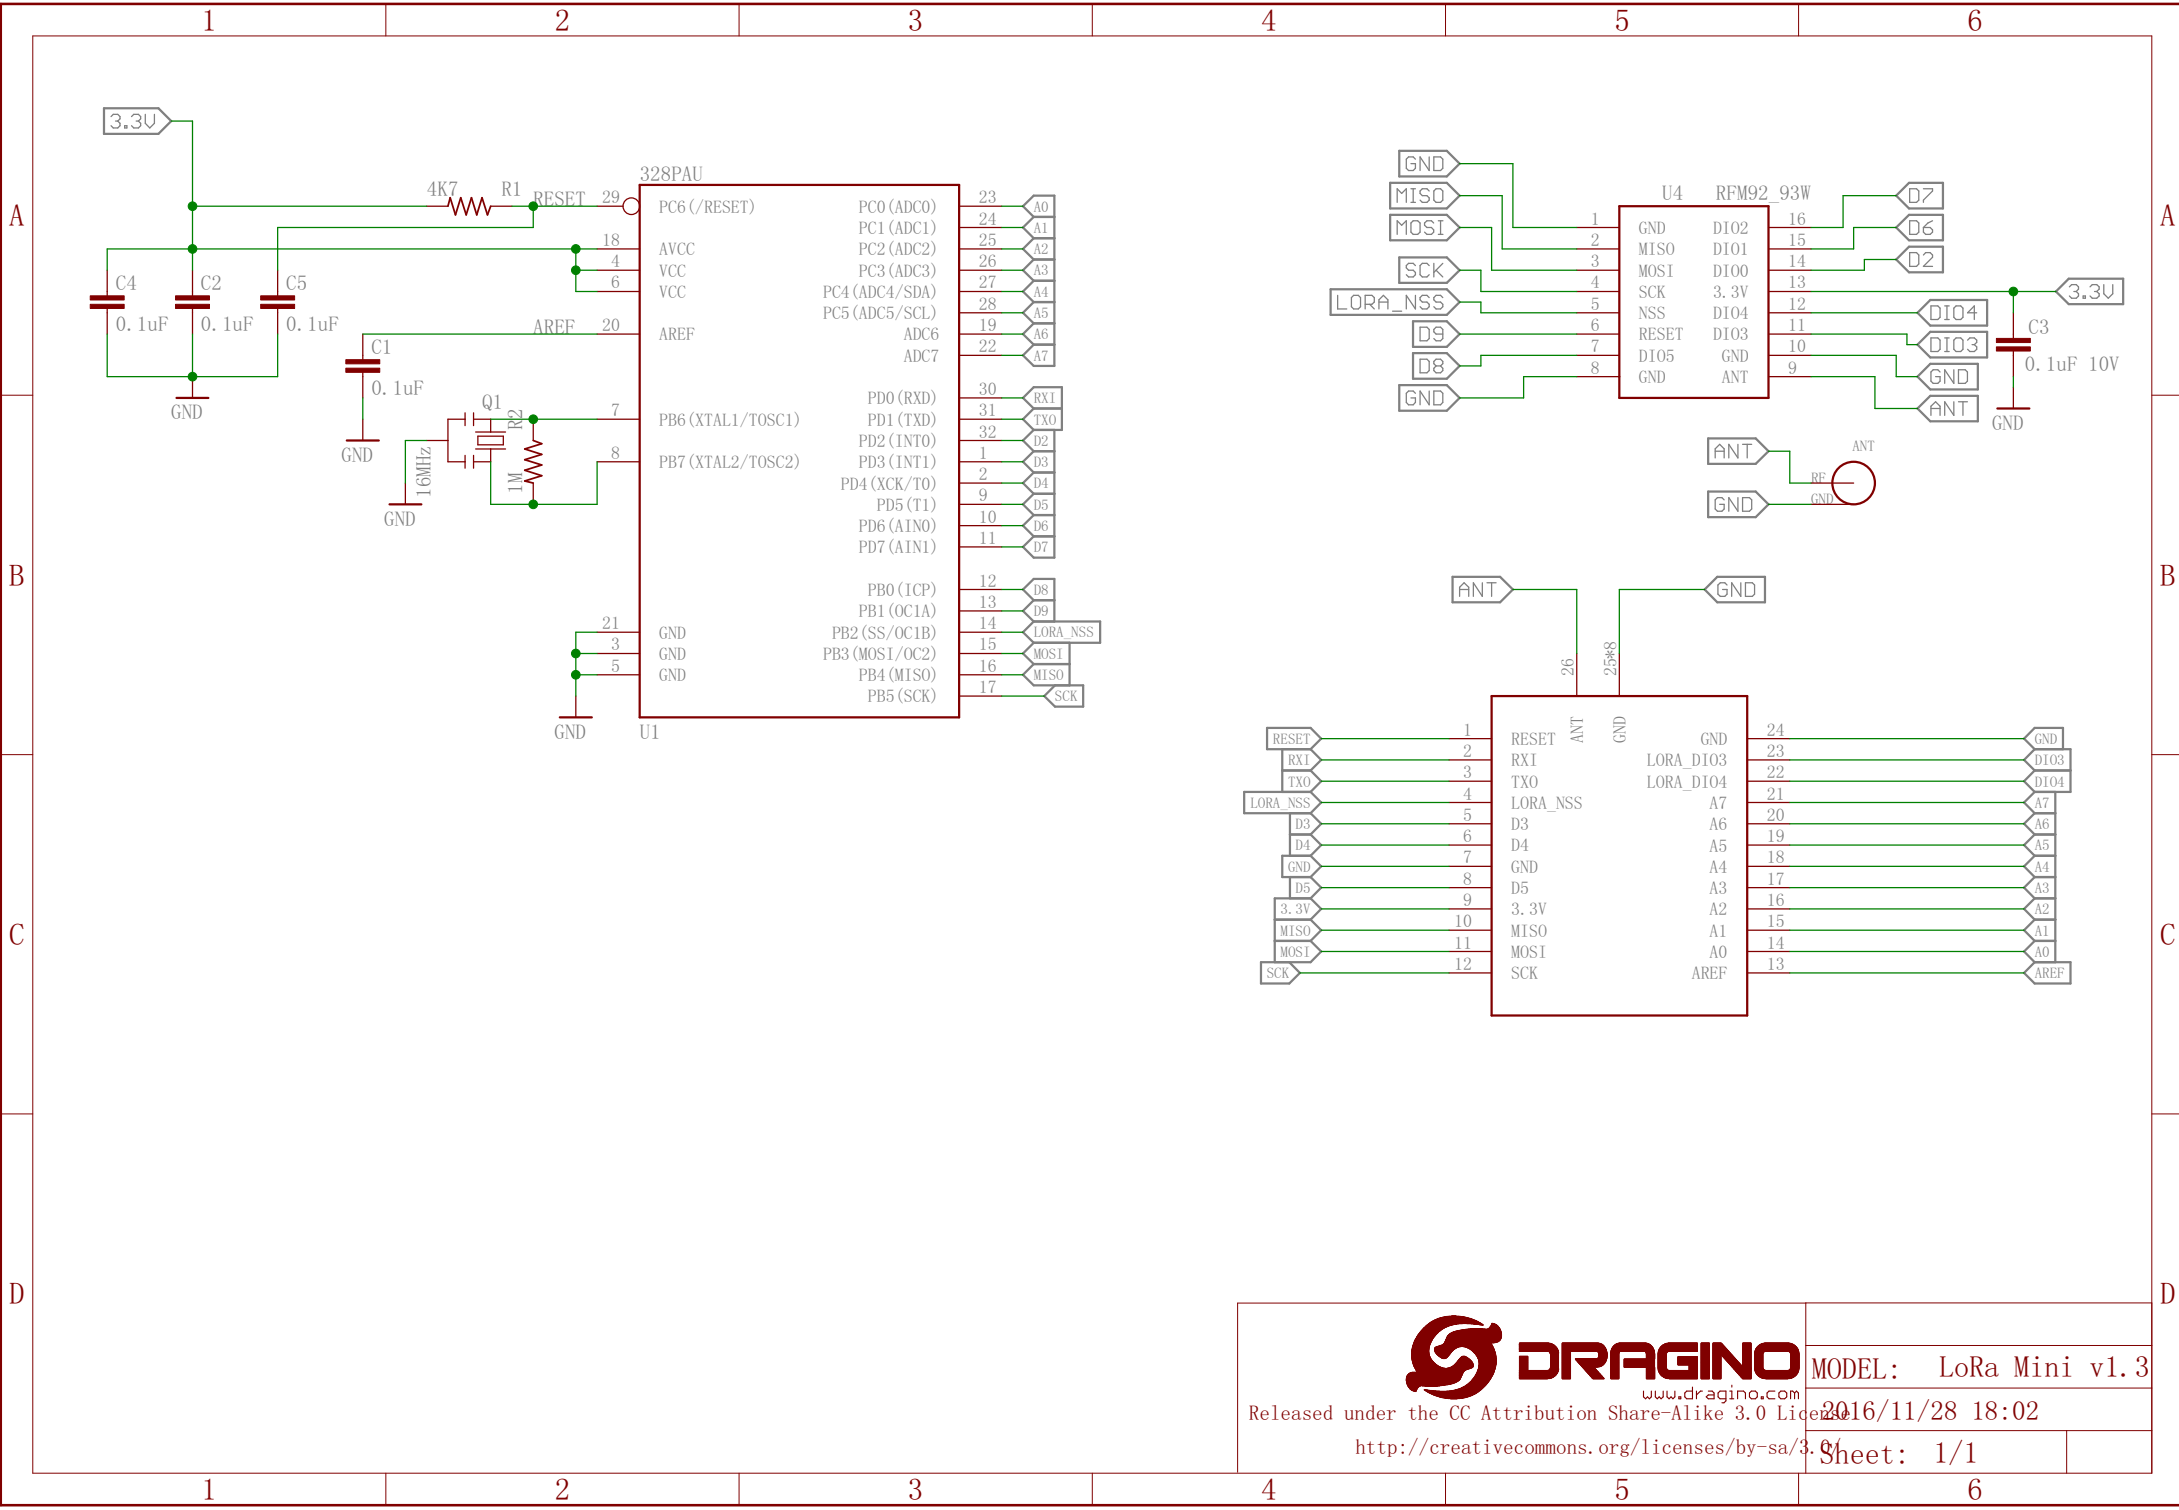 1 2 3 4 5 6
A A
B B
C C
D D
3.3V
4K7 R1 RESET
C4 0.1uF
C2 0.1uF
C5 0.1uF
GND
AREF
C1
0.1uF
GND
Q1
R2
16MHz
1M
GND
GND
328PAU
29 PC6(/RESET)
18 AVCC
4 VCC
6 VCC
20 AREF
7 PB6(XTAL1/TOSC1)
8 PB7(XTAL2/TOSC2)
21 GND
3 GND
5 GND
PC0(ADC0) 23 A0
PC1(ADC1) 24 A1
PC2(ADC2) 25 A2
PC3(ADC3) 26 A3
PC4(ADC4/SDA) 27 A4
PC5(ADC5/SCL) 28 A5
ADC6 19 A6
ADC7 22 A7
PD0(RXD) 30 RXI
PD1(TXD) 31 TXO
PD2(INT0) 32 D2
PD3(INT1) 1 D3
PD4(XCK/T0) 2 D4
PD5(T1) 9 D5
PD6(AIN0) 10 D6
PD7(AIN1) 11 D7
PB0(ICP) 12 D8
PB1(OC1A) 13 D9
PB2(SS/OC1B) 14 LORA_NSS
PB3(MOSI/OC2) 15 MOSI
PB4(MISO) 16 MISO
PB5(SCK) 17 SCK
U1
U4 RFM92_93W
GND 1 GND
MISO 2 MISO
MOSI 3 MOSI
SCK 4 SCK
LORA_NSS 5 NSS
D9 6 RESET
D8 7 DIO5
GND 8 GND
DIO2 16 D7
DIO1 15 D6
DIO0 14 D2
3.3V 13 3.3V
DIO4 12 DIO4
DIO3 11 DIO3
GND 10 GND
ANT 9 ANT
C3
0.1uF 10V
GND
ANT
ANT RF
GND GND
ANT 26 ANT
GND 25*8 GND
RESET 1 RESET
RXI 2 RXI
TXO 3 TXO
LORA_NSS 4 LORA_NSS
D3 5 D3
D4 6 D4
GND 7 GND
D5 8 D5
3.3V 9 3.3V
MISO 10 MISO
MOSI 11 MOSI
SCK 12 SCK
GND 24 GND
LORA_DIO3 23 DIO3
LORA_DIO4 22 DIO4
A7 21 A7
A6 20 A6
A5 19 A5
A4 18 A4
A3 17 A3
A2 16 A2
A1 15 A1
A0 14 A0
AREF 13 AREF
DRAGINO
www.dragino.com
Released under the CC Attribution Share-Alike 3.0 License
http://creativecommons.org/licenses/by-sa/3.0/
MODEL: LoRa Mini v1.3
2016/11/28 18:02
Sheet: 1/1
1 2 3 4 5 6